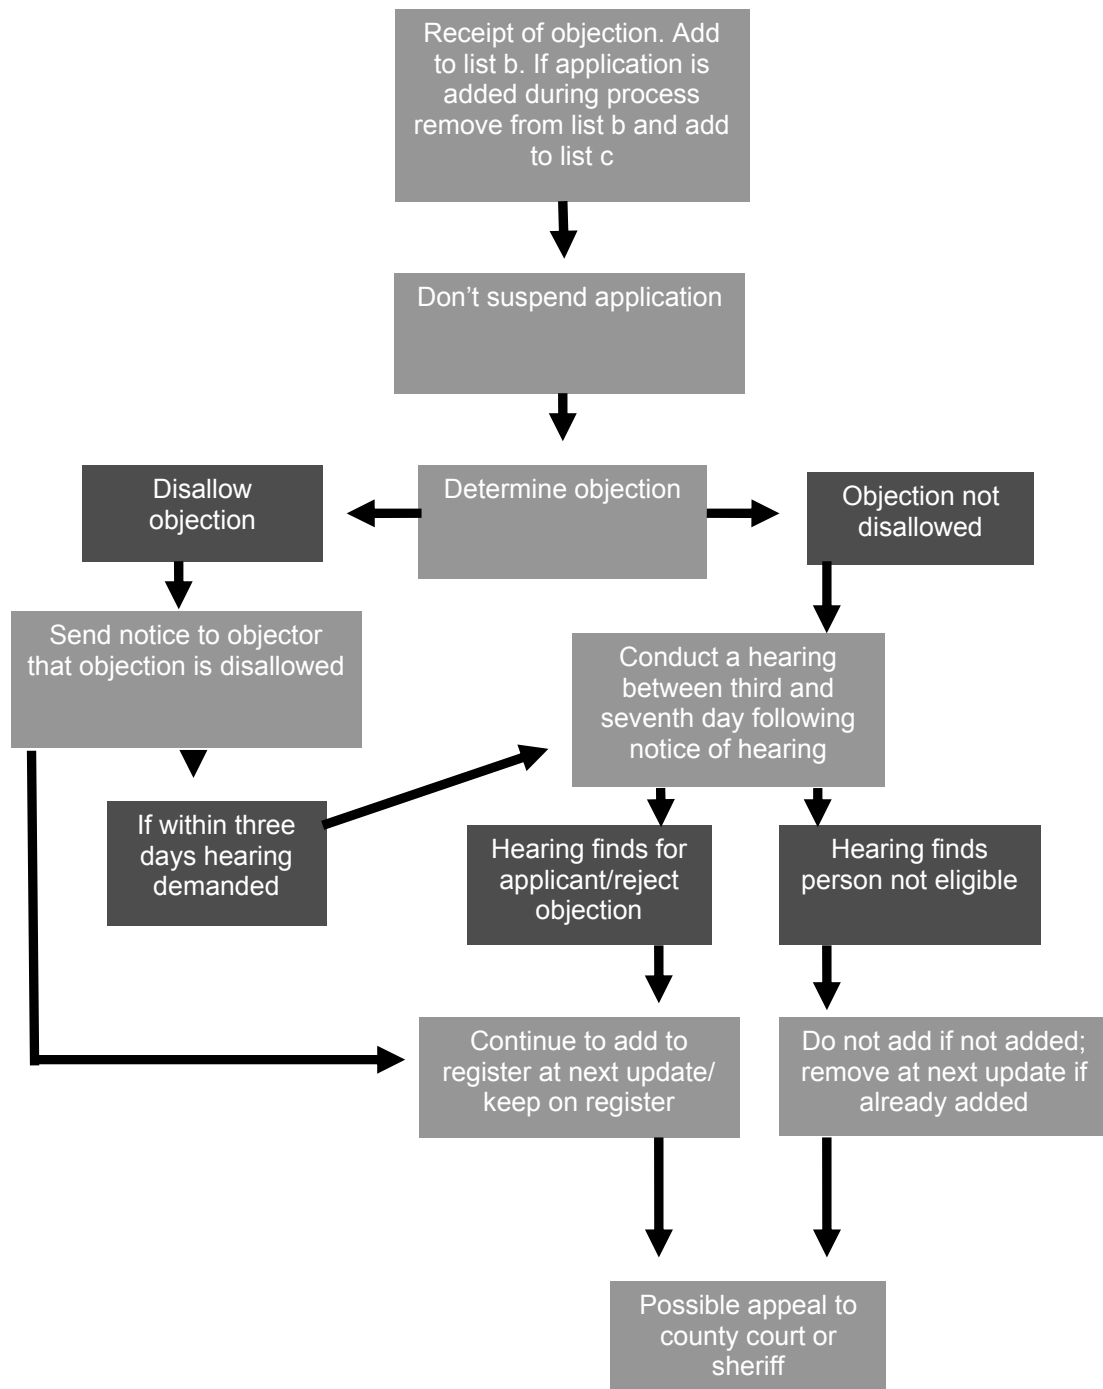 Receipt of objection. Add
to list b. If application is
added during process
remove from list b and add
to list c
Don’t suspend application
Disallow
objection
Determine objection
Objection not
disallowed
Send notice to objector
that objection is disallowed
Conduct a hearing
between third and
seventh day following
notice of hearing
If within three
days hearing
demanded
Hearing finds for
applicant/reject
objection
Hearing finds
person not eligible
Continue to add to
register at next update/
keep on register
Do not add if not added;
remove at next update if
already added
Possible appeal to
county court or
sheriff